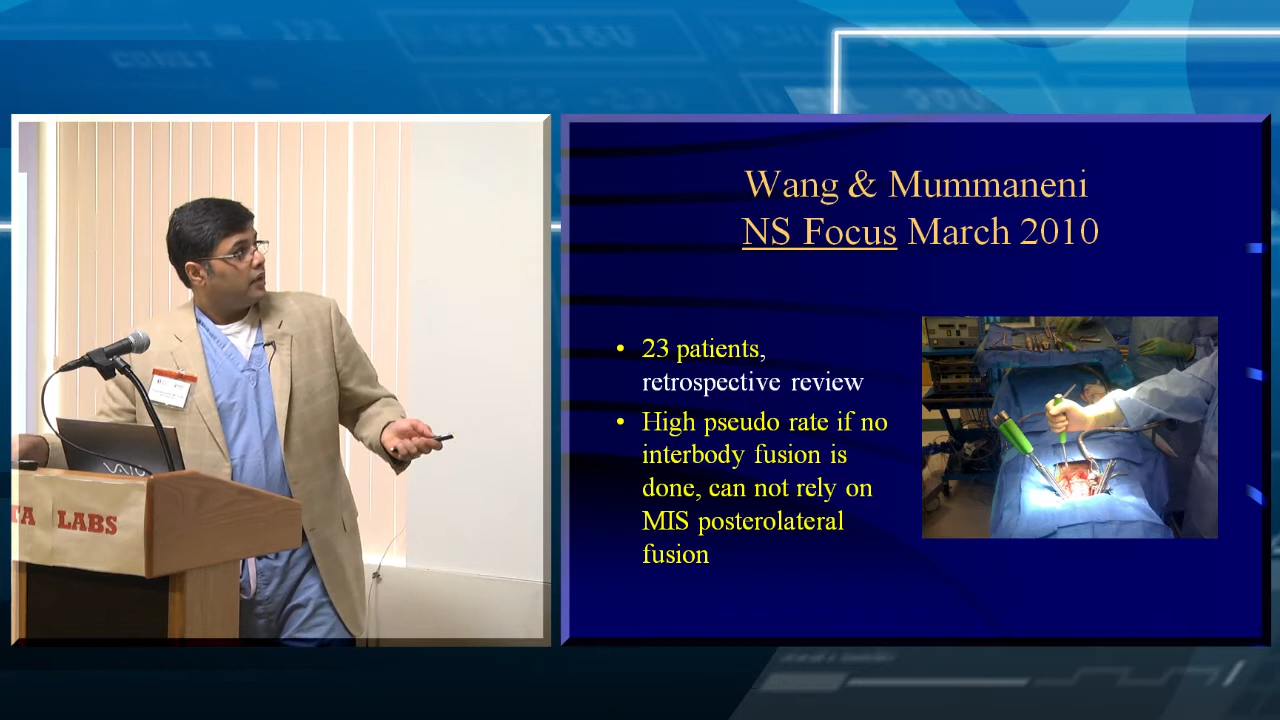 Wang & Mummaneni
NS Focus March 2010
• 23 patients,
retrospective review
• High pseudo rate if no
interbody fusion is
done, can not rely on
MIS posterolateral
fusion
VAIO
TA LABS